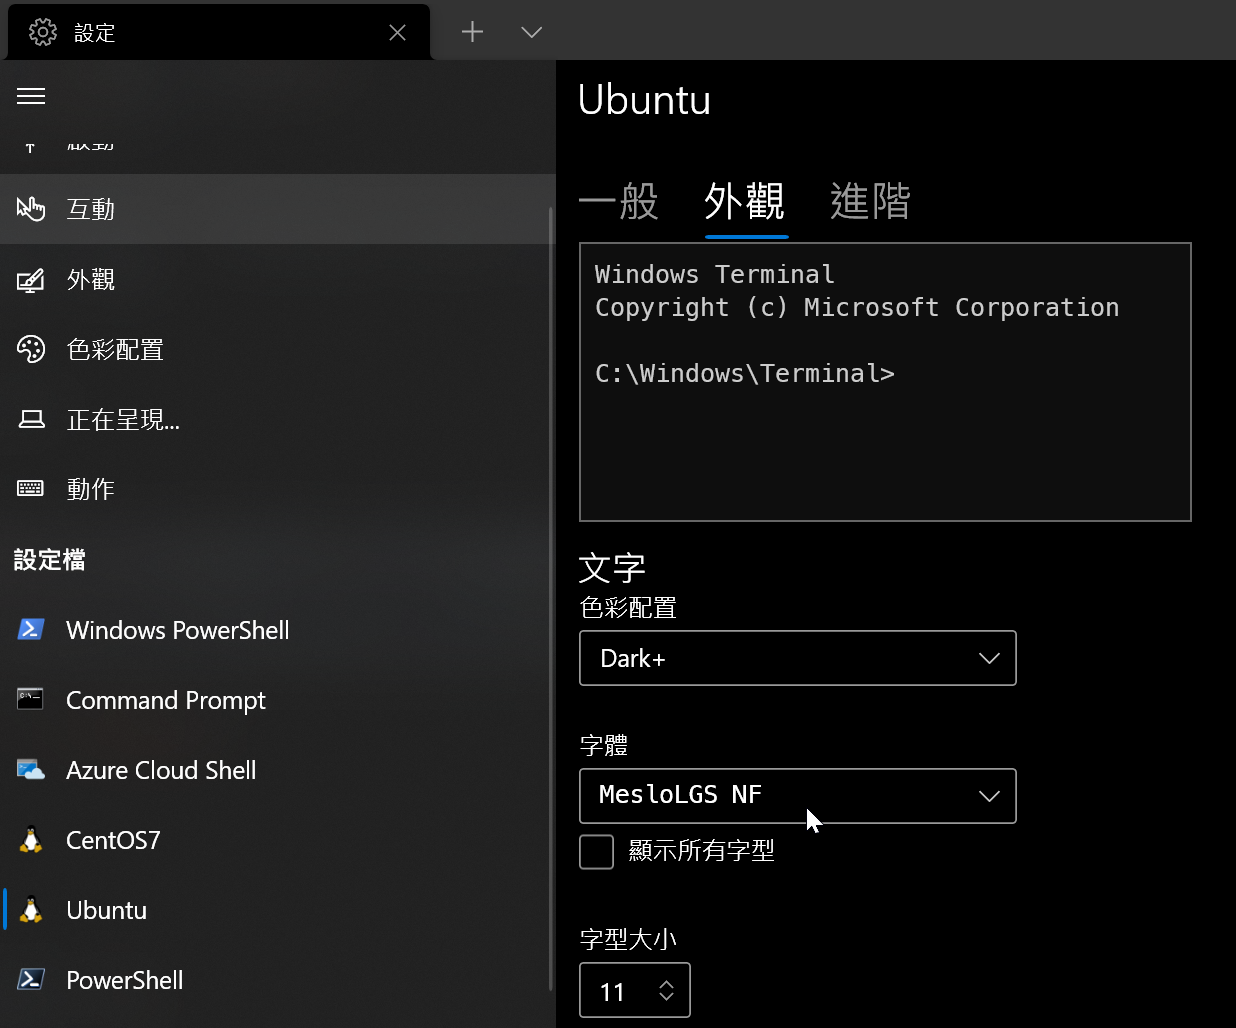 設定
啟動
互動
外觀
色彩配置
正在呈現...
動作
設定檔
Windows PowerShell
Command Prompt
Azure Cloud Shell
CentOS7
Ubuntu
PowerShell
Ubuntu
一般 外觀 進階
Windows Terminal
Copyright (c) Microsoft Corporation
C:\Windows\Terminal>
文字
色彩配置
Dark+
字體
MesloLGS NF
顯示所有字型
字型大小
11